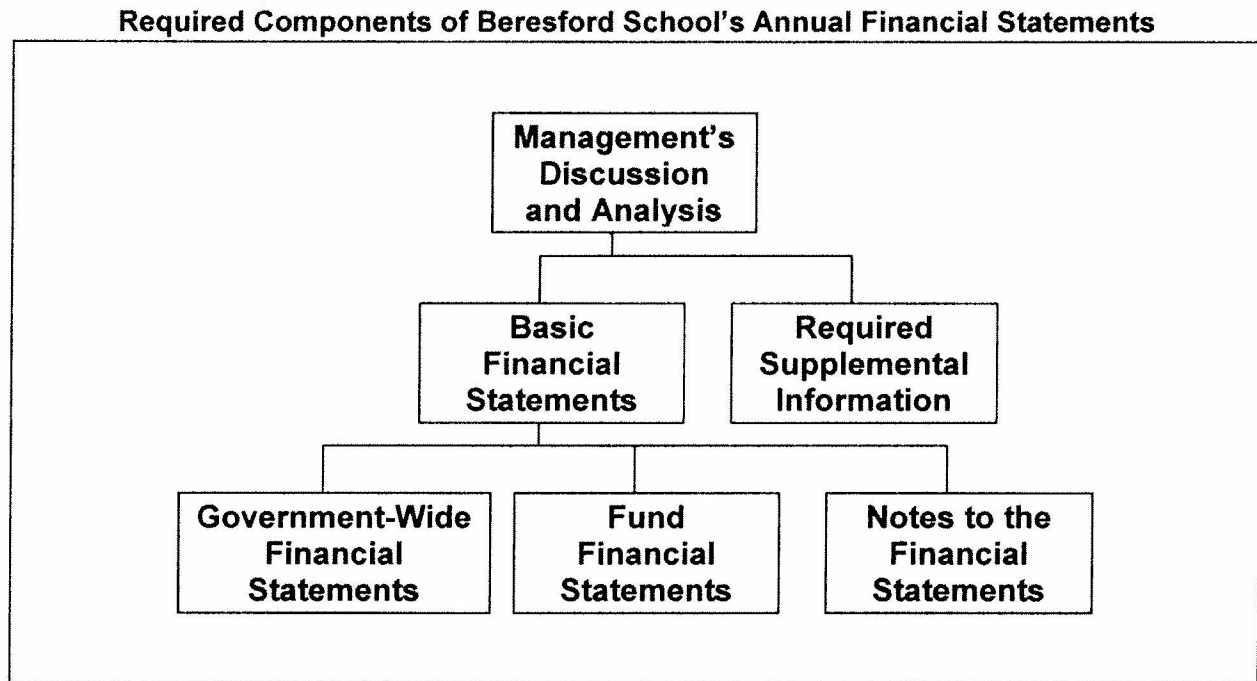 Required Components of Beresford School's Annual Financial Statements
Management's
Discussion
and Analysis
Basic
Financial
Statements
Required
Supplemental
Information
Government-Wide
Financial
Statements
Fund
Financial
Statements
Notes to the
Financial
Statements